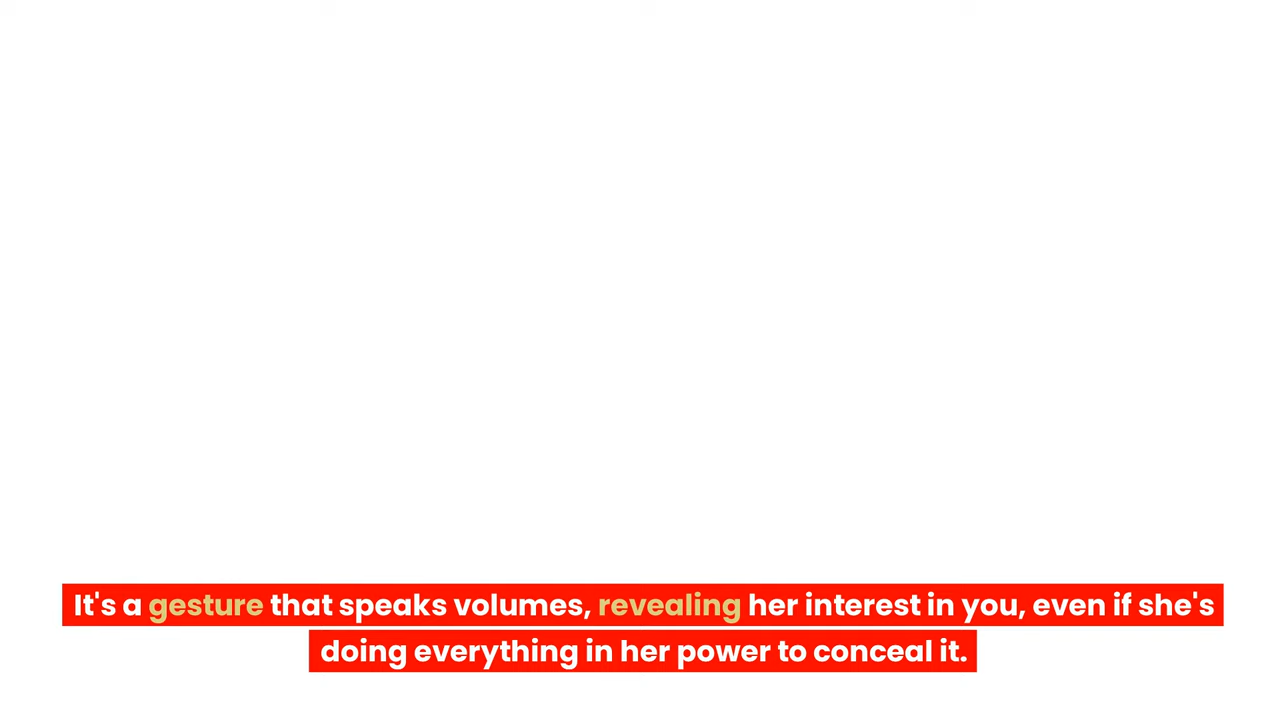 It's a gesture that speaks volumes, revealing her interest in you, even if she's
doing everything in her power to conceal it.